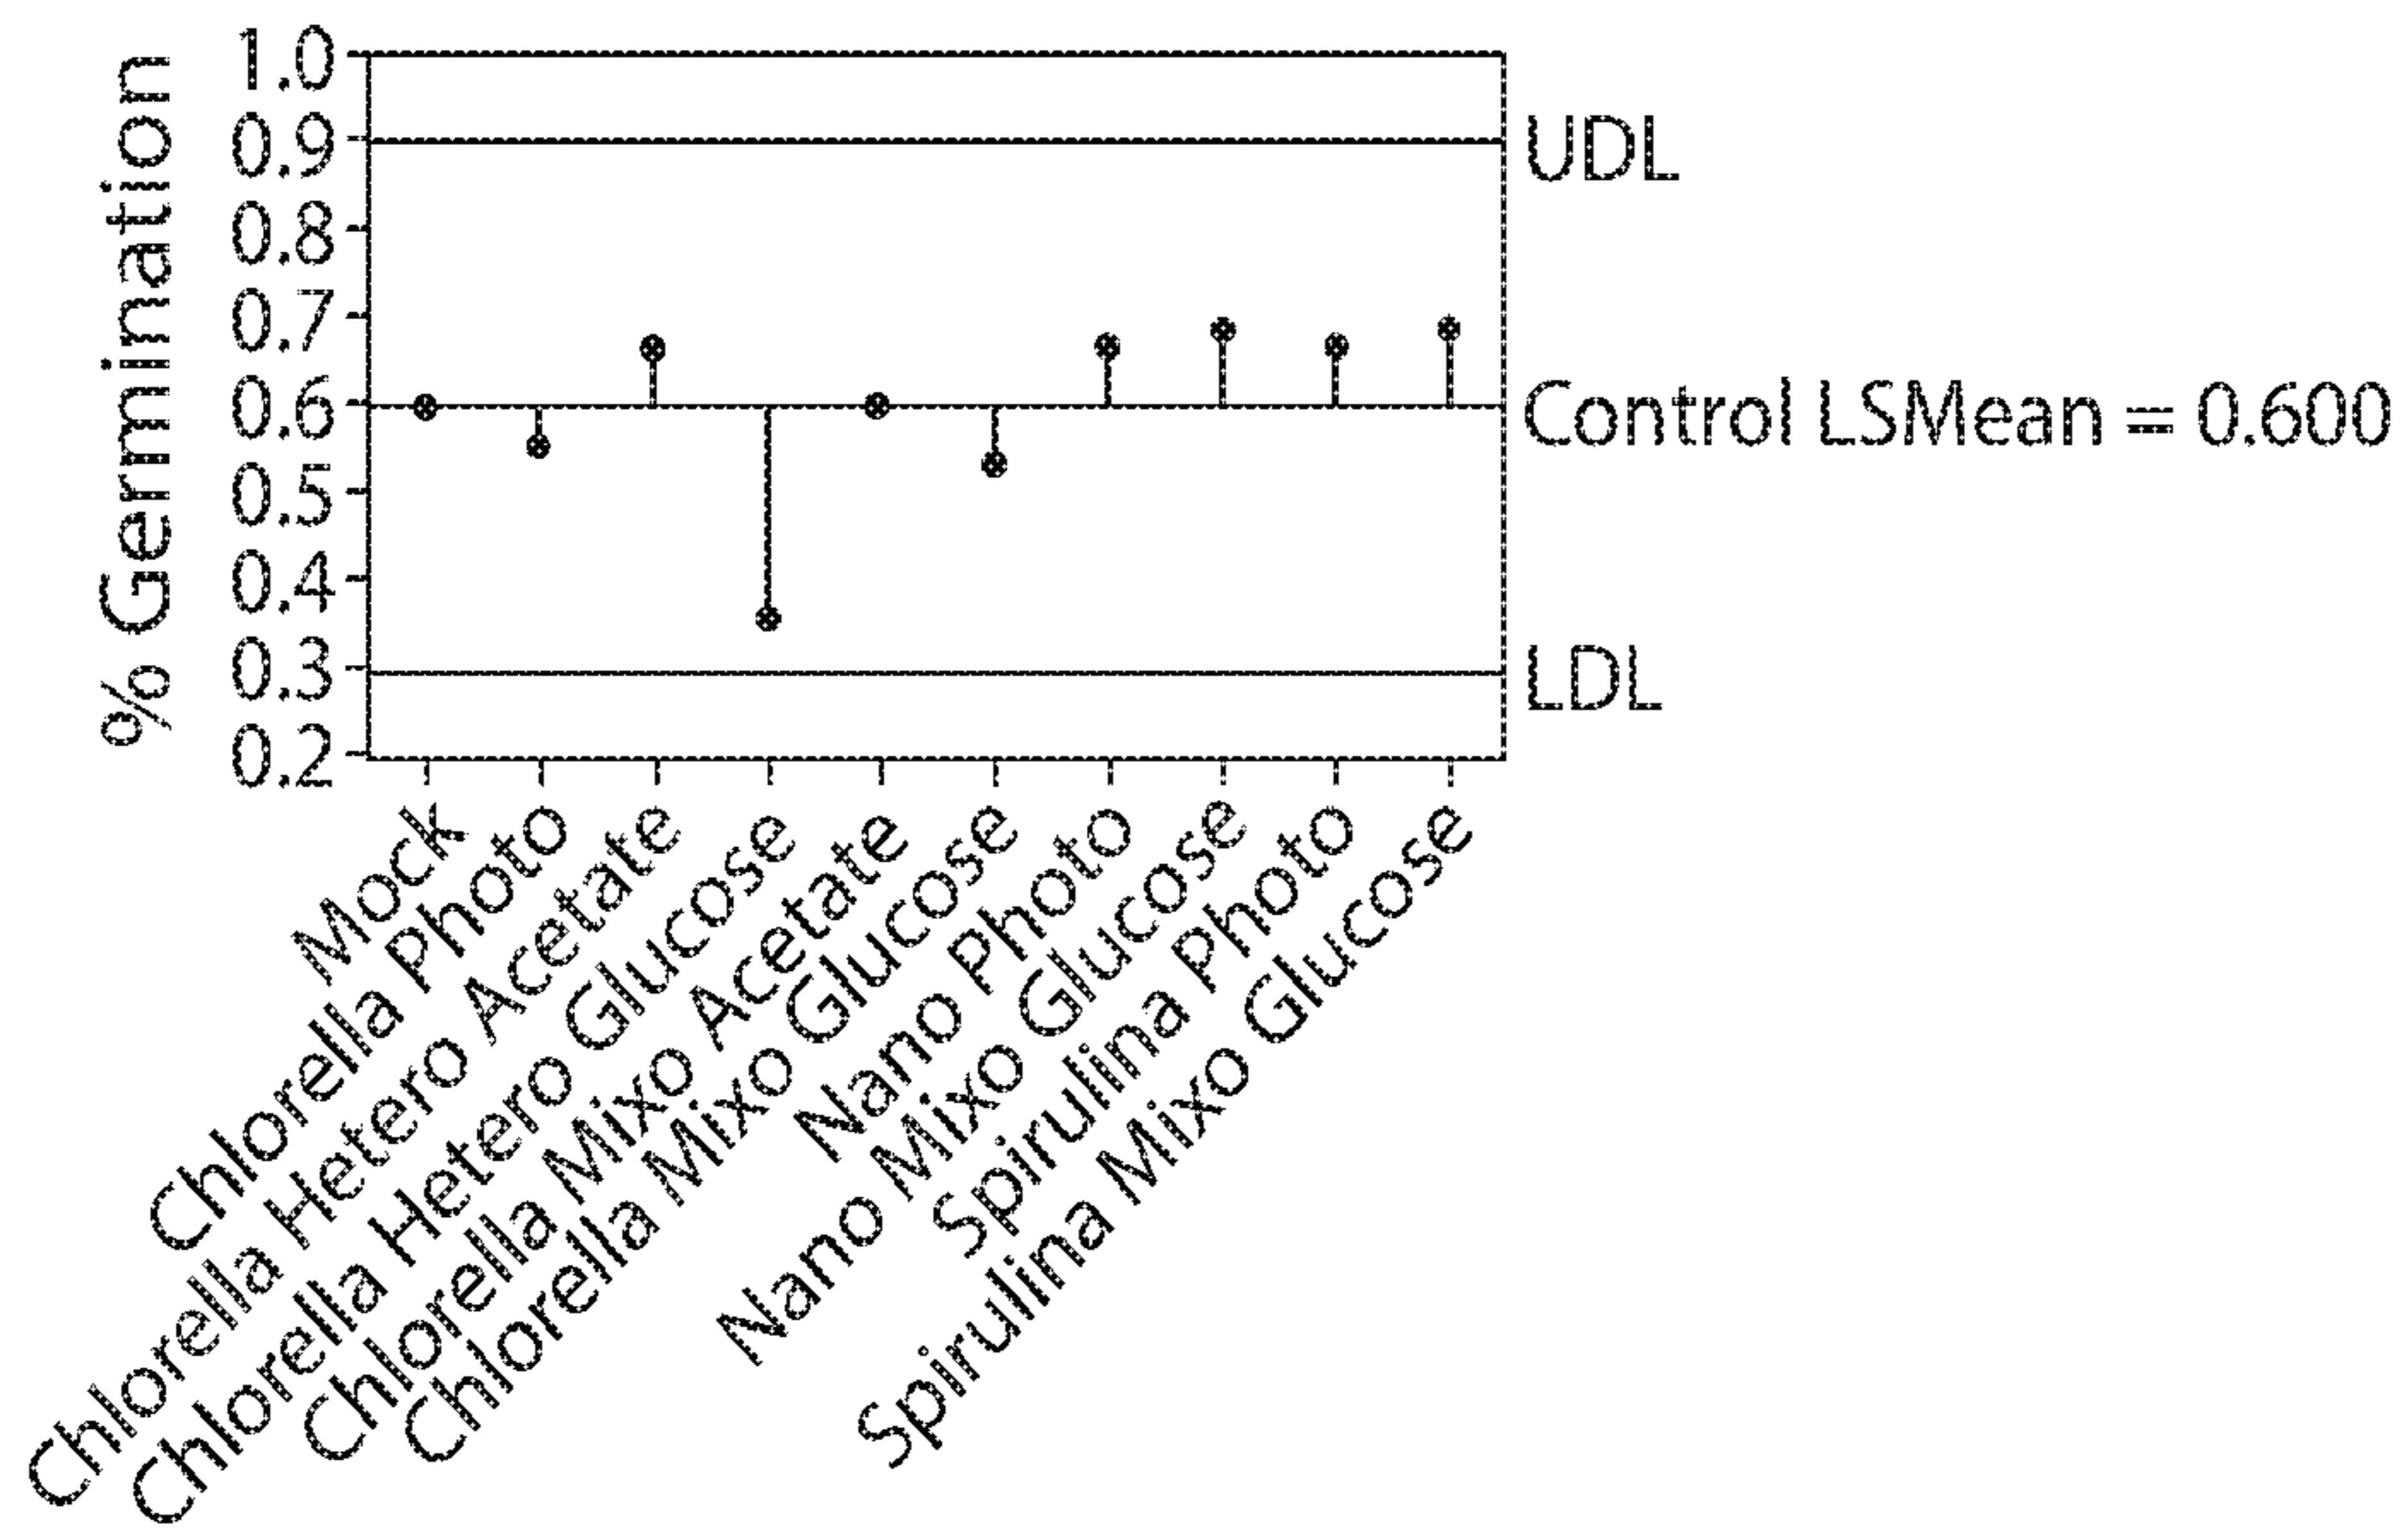 % Germination
1.0
0.9
0.8
0.7
0.6
0.5
0.4
0.3
0.2
UDL
Control LSMean = 0.600
LDL
Mock
Chlorella Photo
Chlorella Hetero Acetate
Chlorella Hetero Glucose
Chlorella Mixo Acetate
Chlorella Mixo Glucose
Nano Photo
Nano Mixo Glucose
Spirulina Photo
Spirulina Mixo Glucose